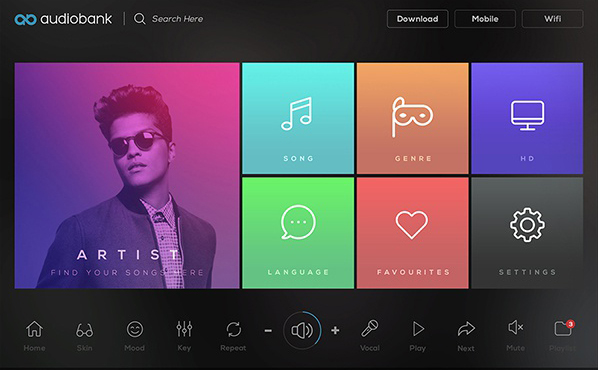 audiobank
Search Here
Download
Mobile
Wifi
ARTIST
FIND YOUR SONGS HERE
SONG
GENRE
HD
LANGUAGE
FAVOURITES
SETTINGS
Home
Skin
Mood
Key
Repeat
-
+
Vocal
Play
Next
Mute
3
Playlist